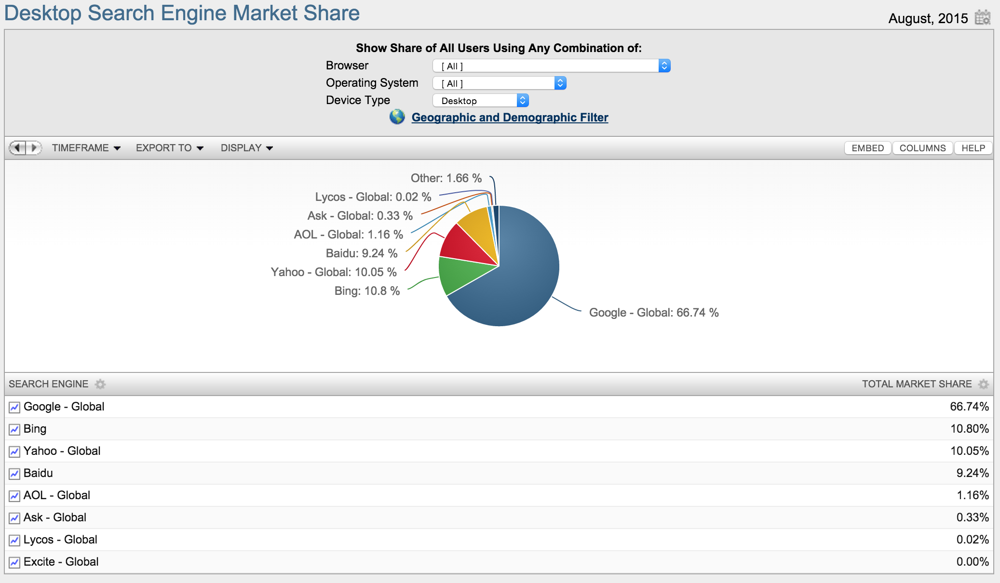 Desktop Search Engine Market Share
August, 2015
Show Share of All Users Using Any Combination of:
Browser [ All ]
Operating System [ All ]
Device Type Desktop
Geographic and Demographic Filter
TIMEFRAME EXPORT TO DISPLAY EMBED COLUMNS HELP
Other: 1.66 %
Lycos - Global: 0.02 %
Ask - Global: 0.33 %
AOL - Global: 1.16 %
Baidu: 9.24 %
Yahoo - Global: 10.05 %
Bing: 10.8 %
Google - Global: 66.74 %
SEARCH ENGINE TOTAL MARKET SHARE
Google - Global 66.74%
Bing 10.80%
Yahoo - Global 10.05%
Baidu 9.24%
AOL - Global 1.16%
Ask - Global 0.33%
Lycos - Global 0.02%
Excite - Global 0.00%